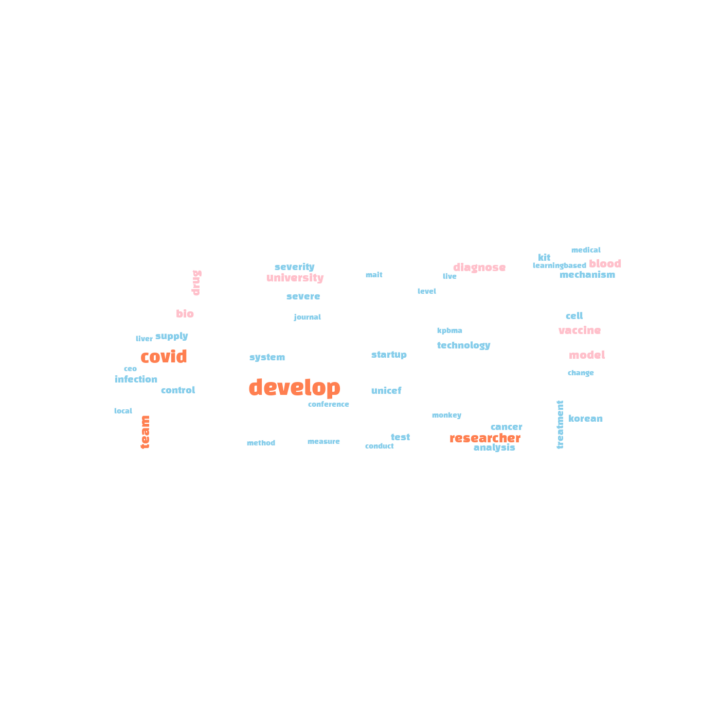 medical
kit
learningbased
blood
severity
diagnose
mechanism
university
malt
live
drug
level
severe
bio
journal
cell
kpbma
vaccine
liver
supply
technology
covid
system
startup
model
ceo
change
infection
control
develop
unicef
conference
local
monkey
team
treatment
korean
cancer
test
researcher
method
measure
conduct
analysis